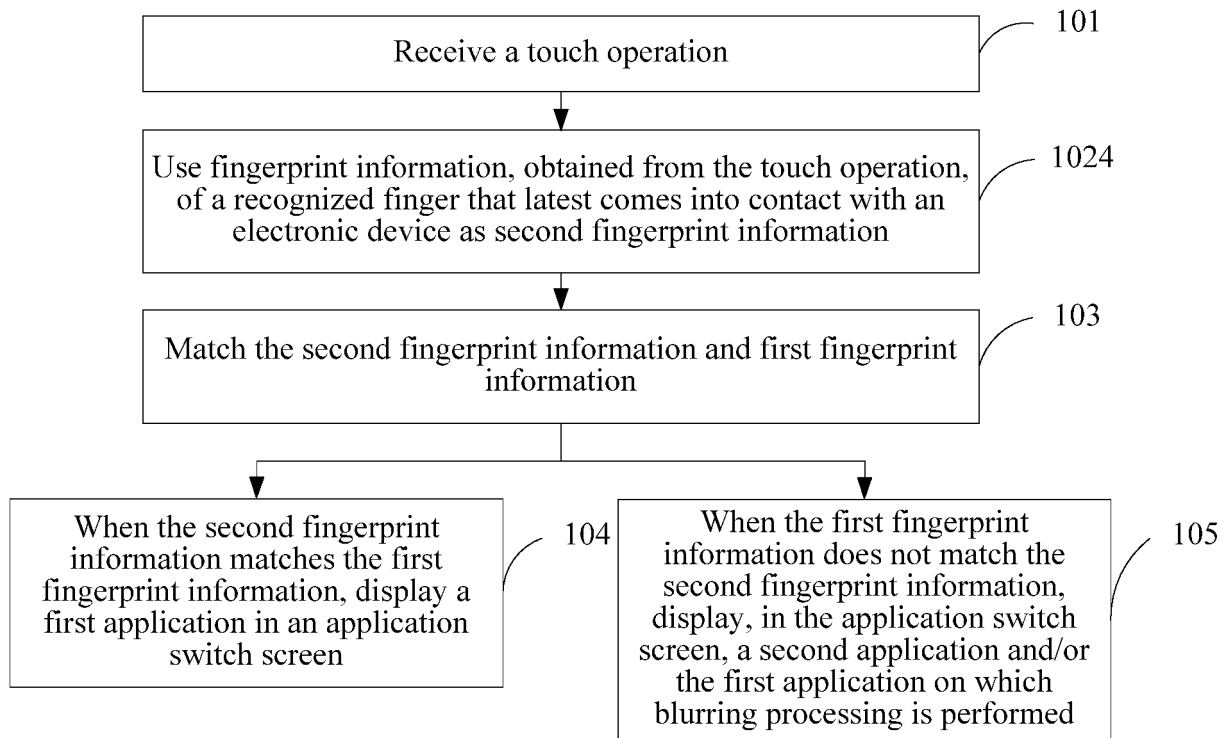 101
Receive a touch operation
1024
Use fingerprint information, obtained from the touch operation,
of a recognized finger that latest comes into contact with an
electronic device as second fingerprint information
103
Match the second fingerprint information and first fingerprint
information
When the second fingerprint
information matches the first
fingerprint information, display a
first application in an application
switch screen
104
When the first fingerprint
information does not match the
second fingerprint information,
display, in the application switch
screen, a second application and/or
the first application on which
blurring processing is performed
105